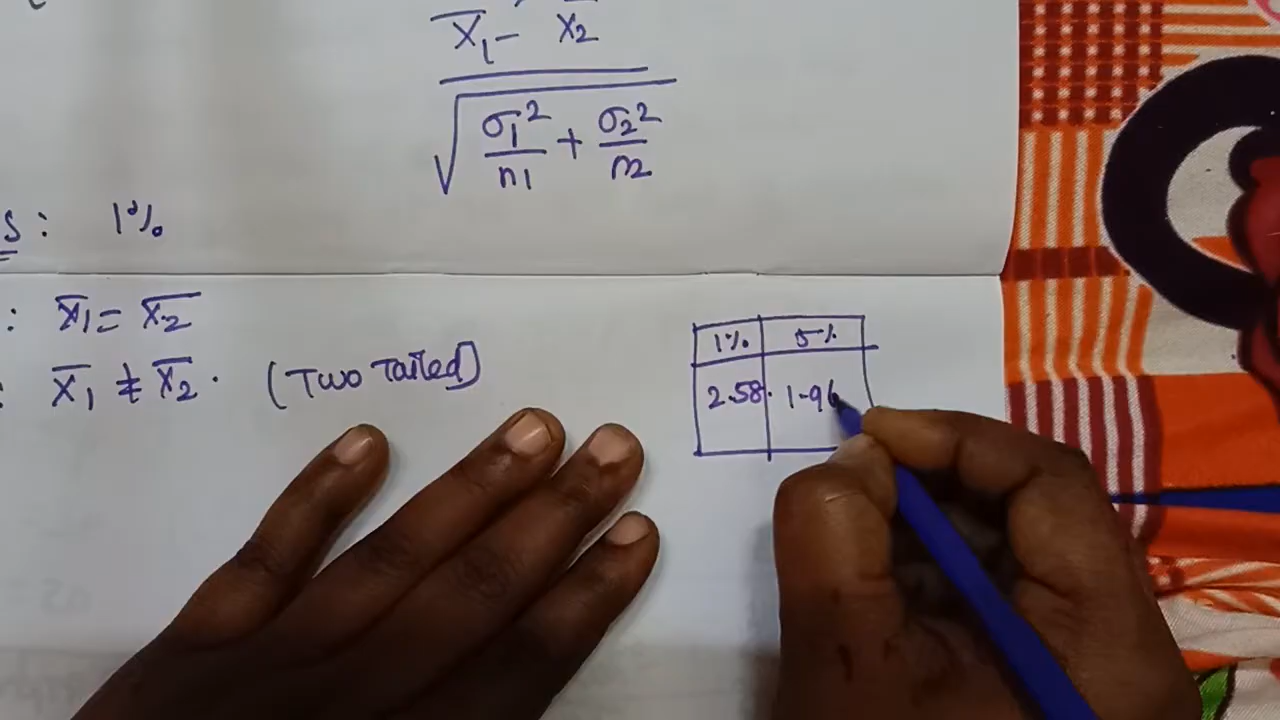 X̅₁ - X̅₂
√ σ₁²/n₁ + σ₂²/n₂
S : 1%
: X̅₁ = X̅₂
: X̅₁ ≠ X̅₂. (Two Tailed)
1% 5%
2.58. 1.96